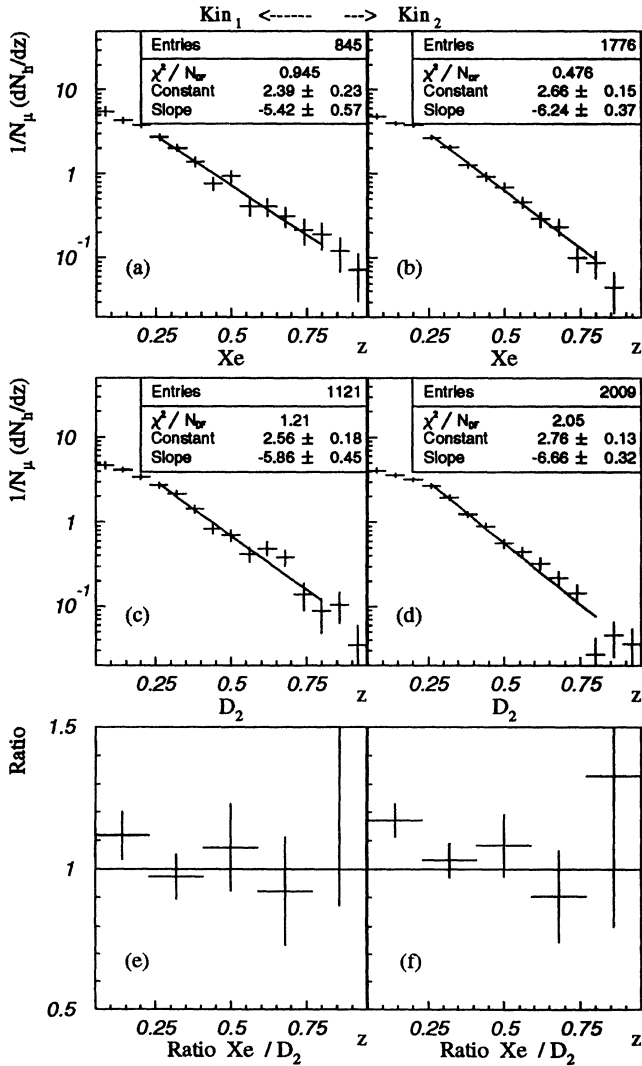 Kin₁ <------ ---> Kin₂
1/Nμ (dNh/dz)
Entries 845
χ² / NDF 0.945
Constant 2.39 ± 0.23
Slope -5.42 ± 0.57
Entries 1776
χ² / NDF 0.476
Constant 2.66 ± 0.15
Slope -6.24 ± 0.37
10
1
10⁻¹
(a)
(b)
0.25 0.5 0.75 z
0.25 0.5 0.75 z
Xe
Xe
1/Nμ (dNh/dz)
Entries 1121
χ² / NDF 1.21
Constant 2.56 ± 0.18
Slope -5.86 ± 0.45
Entries 2009
χ² / NDF 2.05
Constant 2.76 ± 0.13
Slope -6.66 ± 0.32
10
1
10⁻¹
(c)
(d)
0.25 0.5 0.75 z
0.25 0.5 0.75 z
D₂
D₂
Ratio
1.5
1
0.5
(e)
(f)
0.25 0.5 0.75 z
0.25 0.5 0.75 z
Ratio Xe / D₂
Ratio Xe / D₂